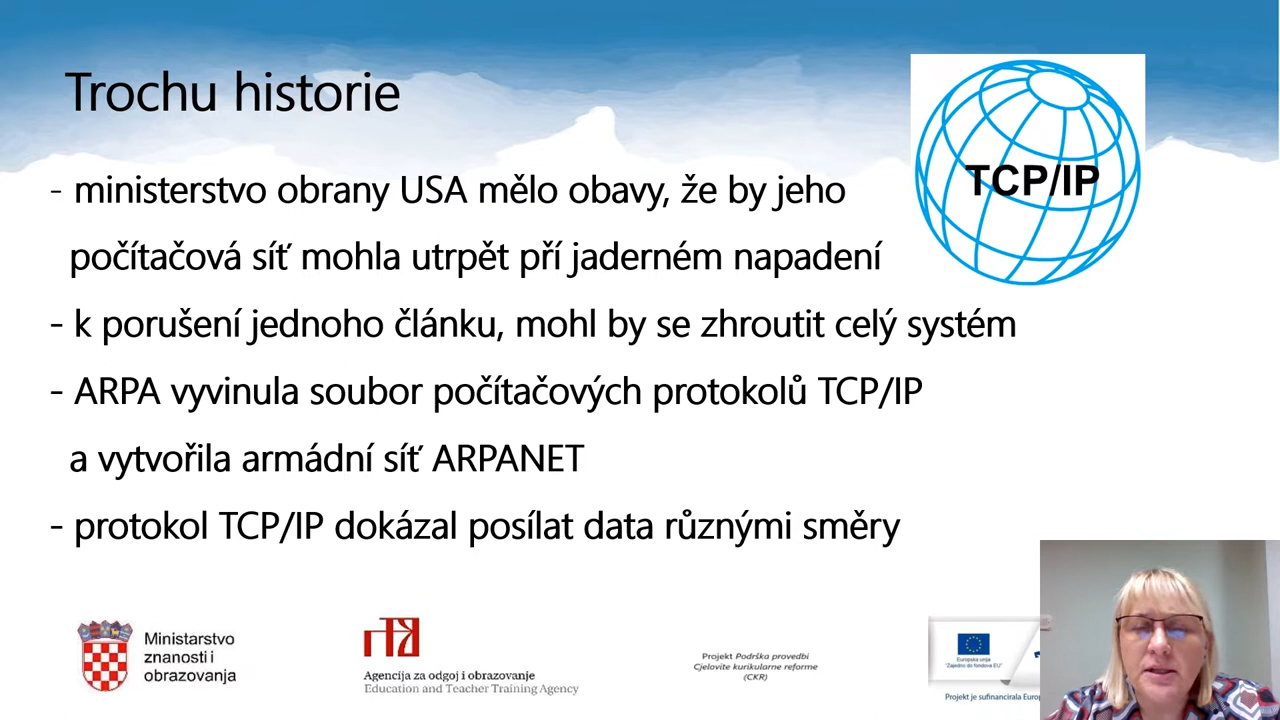 Trochu historie
TCP/IP
- ministerstvo obrany USA mělo obavy, že by jeho
počítačová síť mohla utrpět pří jaderném napadení
- k porušení jednoho článku, mohl by se zhroutit celý systém
- ARPA vyvinula soubor počítačových protokolů TCP/IP
a vytvořila armádní síť ARPANET
- protokol TCP/IP dokázal posílat data různými směry
Ministarstvo
znanosti i
obrazovanja
Agencija za odgoj i obrazovanje
Education and Teacher Training Agency
Projekt Podrška provedbi
Cjelovite kurikularne reforme
(CKR)
Europska unija
"Zajedno do fondova EU"
Projekt je sufinancirala Europ